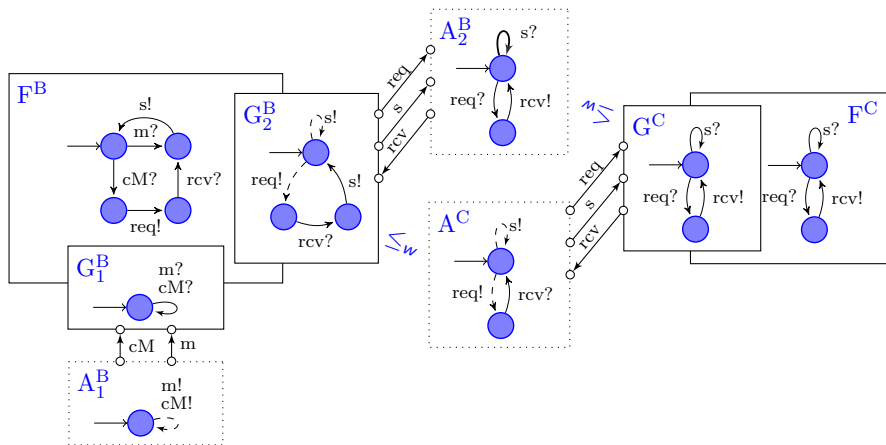 F^B
s!
m?
cM?
rcv?
req!
G_2^B
s!
req!
s!
rcv?
req
s
rcv
A_2^B
s?
req?
rcv!
≤_w
≤_w
G^C
s?
req?
rcv!
F^C
s?
req?
rcv!
req
s
rcv
A^C
s!
req!
rcv?
G_1^B
m?
cM?
cM
m
A_1^B
m!
cM!